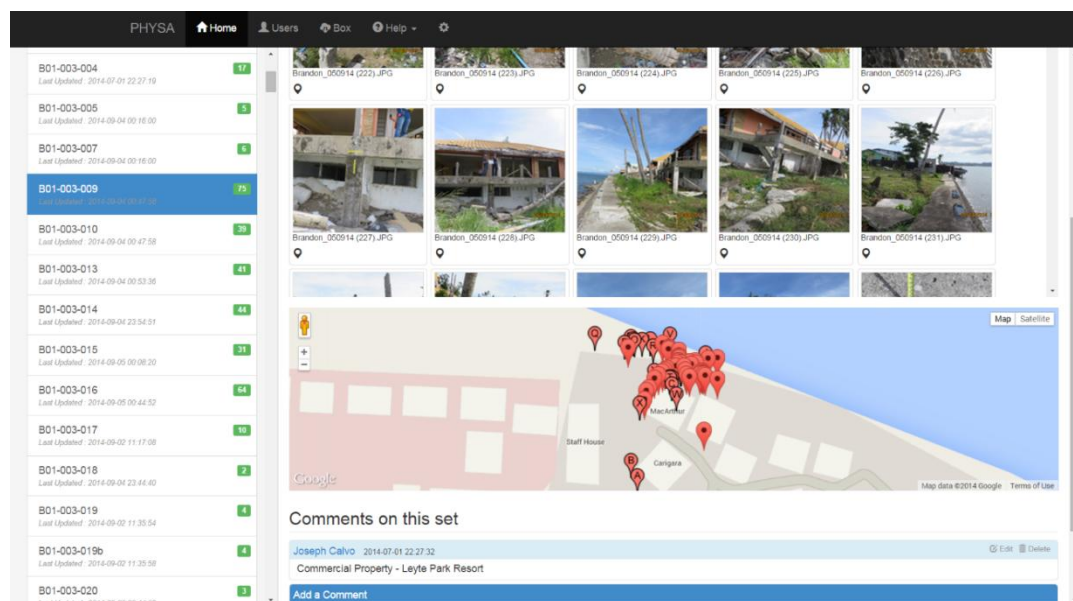 PHYSA Home Users Box Help
B01-003-004 17
Last Updated : 2014-07-01 22:27:19
B01-003-005 5
Last Updated : 2014-09-04 00:16:00
B01-003-007 6
Last Updated : 2014-09-04 00:16:00
B01-003-009 75
B01-003-010 39
Last Updated : 2014-09-04 00:47:58
B01-003-013 41
Last Updated : 2014-09-04 00:53:36
B01-003-014 44
Last Updated : 2014-09-04 23:54:51
B01-003-015 31
Last Updated : 2014-09-05 00:08:20
B01-003-016 64
Last Updated : 2014-09-05 00:44:52
B01-003-017 10
Last Updated : 2014-09-02 11:17:08
B01-003-018 2
Last Updated : 2014-09-04 23:44:40
B01-003-019 4
Last Updated : 2014-09-02 11:35:54
B01-003-019b 4
Last Updated : 2014-09-02 11:35:58
B01-003-020 3
Brandon_050914 (222).JPG Brandon_050914 (223).JPG Brandon_050914 (224).JPG Brandon_050914 (225).JPG Brandon_050914 (226).JPG
Brandon_050914 (227).JPG Brandon_050914 (228).JPG Brandon_050914 (229).JPG Brandon_050914 (230).JPG Brandon_050914 (231).JPG
Map Satellite
Q
V
R
C
W
X
MacArthur
Staff House
B
Carigara
A
Google Map data ©2014 Google Terms of Use
Comments on this set
Joseph Calvo 2014-07-01 22:27:32 Edit Delete
Commercial Property - Leyte Park Resort
Add a Comment